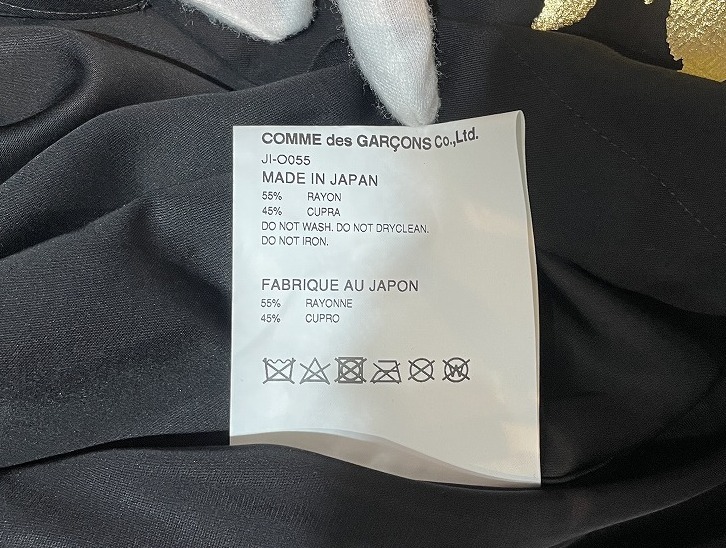 COMME des GARÇONS Co.,Ltd.
JI-O055
MADE IN JAPAN
55% RAYON
45% CUPRA
DO NOT WASH. DO NOT DRYCLEAN.
DO NOT IRON.
FABRIQUE AU JAPON
55% RAYONNE
45% CUPRO
W